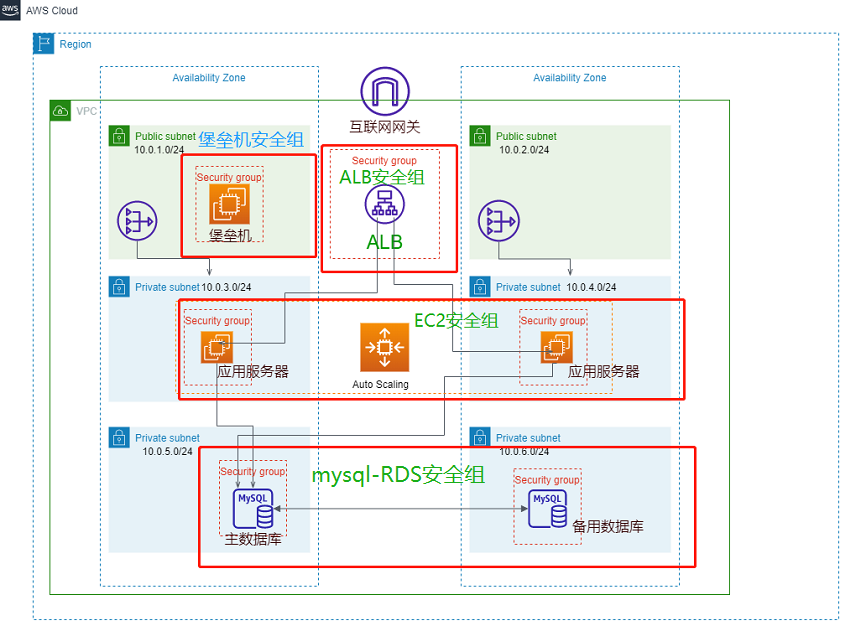 aws
AWS Cloud
Region
Availability Zone
Availability Zone
VPC
互联网网关
Public subnet
10.0.1.0/24
堡垒机安全组
Security group
堡垒机
Security group
ALB安全组
ALB
Public subnet
10.0.2.0/24
Private subnet 10.0.3.0/24
Private subnet 10.0.4.0/24
Security group
应用服务器
Auto Scaling
EC2安全组
Security group
应用服务器
Private subnet
10.0.5.0/24
Private subnet
10.0.6.0/24
Security group
MySQL
主数据库
mysql-RDS安全组
Security group
MySQL
备用数据库